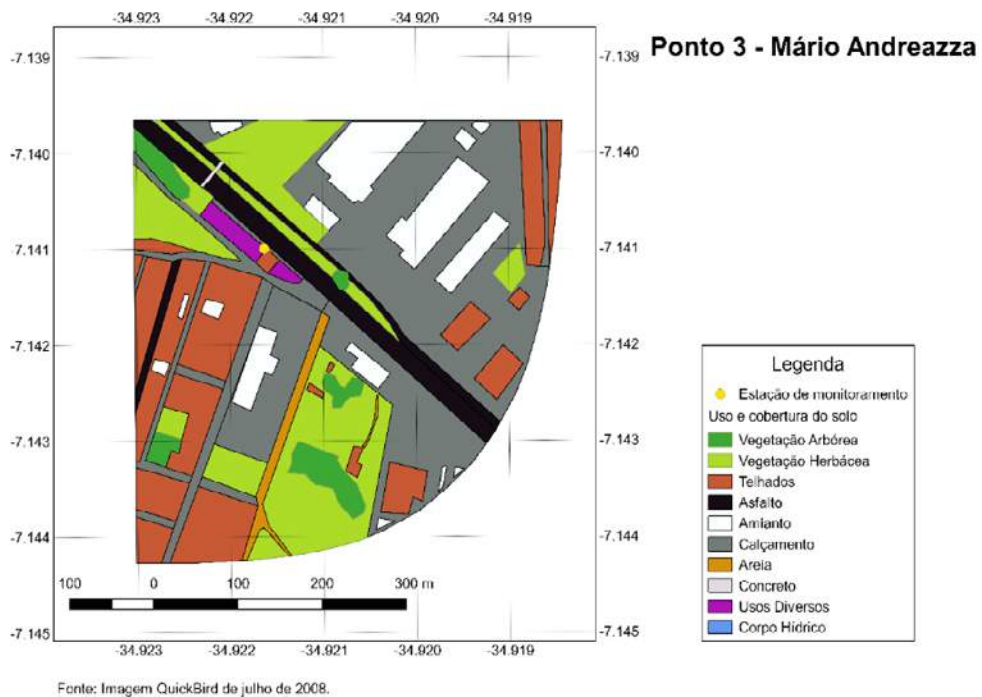 -34.923 -34.922 -34.921 -34.920 -34.919
Ponto 3 - Mário Andreazza
-7.139 -7.139
-7.140 -7.140
-7.141 -7.141
-7.142 -7.142
-7.143 -7.143
-7.144 -7.144
-7.145 -7.145
100 0 100 200 300 m
-34.923 -34.922 -34.921 -34.920 -34.919
Legenda
Estação de monitoramento
Uso e cobertura do solo
Vegetação Arbórea
Vegetação Herbácea
Telhados
Asfalto
Amianto
Calçamento
Areia
Concreto
Usos Diversos
Corpo Hídrico
Fonte: Imagem QuickBird de julho de 2008.